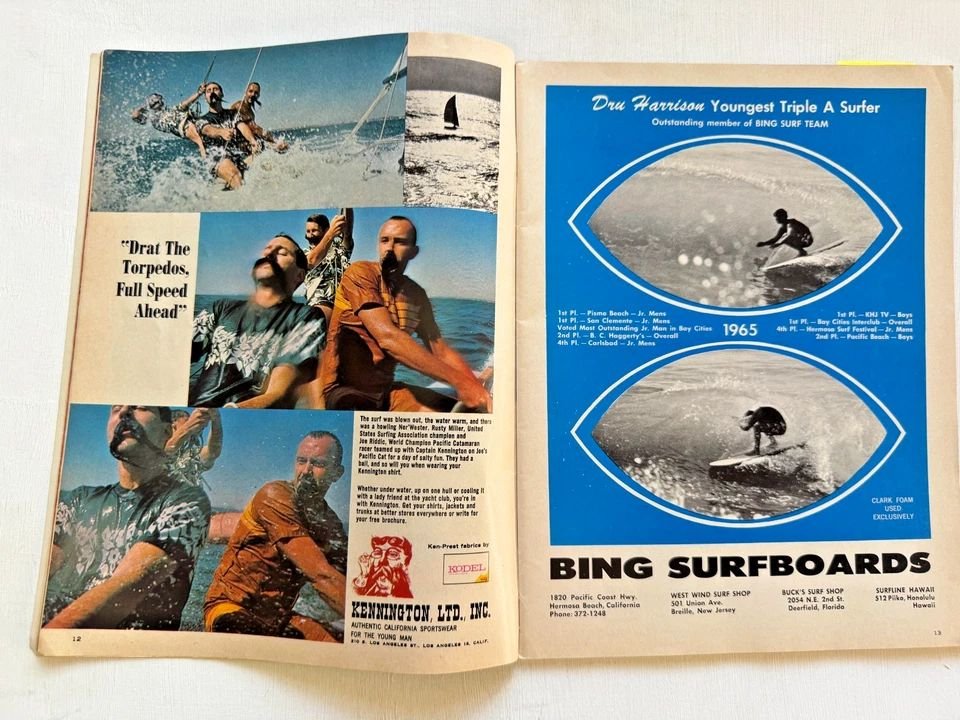 "Drat The
Torpedos,
Full Speed
Ahead"
The surf was blown out, the water warm, and there
was a howling Nor'Wester. Rusty Miller, United
States Surfing Association champion and
Joe Riddic, World Champion Pacific Catamaran
racer teamed up with Captain Kennington on Joe's
Pacific Cat for a day of salty fun. They had a
ball, and so will you when wearing your
Kennington shirt.
Whether under water, up on one hull or cooling it
with a lady friend at the yacht club, you're in
with Kennington. Get your shirts, jackets and
trunks at better stores everywhere or write for
your free brochure.
Ken-Prest fabrics by
KODEL
KENNINGTON, LTD., INC.
AUTHENTIC CALIFORNIA SPORTSWEAR
FOR THE YOUNG MAN
210 S. LOS ANGELES ST., LOS ANGELES 12, CALIF.
12
Dru Harrison Youngest Triple A Surfer
Outstanding member of BING SURF TEAM
1st Pl. — Pismo Beach — Jr. Mens
1st Pl. — San Clemente — Jr. Mens
Voted Most Outstanding Jr. Man in Bay Cities
2nd Pl. — B. C. Haggerty's — Overall
4th Pl. — Carlsbad — Jr. Mens
1965
1st Pl. — KHJ TV — Boys
1st Pl. — Bay Cities Interclub — Overall
4th Pl. — Hermosa Surf Festival — Jr. Mens
2nd Pl. — Pacific Beach — Boys
CLARK FOAM
USED
EXCLUSIVELY
BING SURFBOARDS
1820 Pacific Coast Hwy.
Hermosa Beach, California
Phone: 372-1248
WEST WIND SURF SHOP
501 Union Ave.
Breille, New Jersey
BUCK'S SURF SHOP
2054 N.E. 2nd St.
Deerfield, Florida
SURFLINE HAWAII
512 Piiko, Honolulu
Hawaii
13